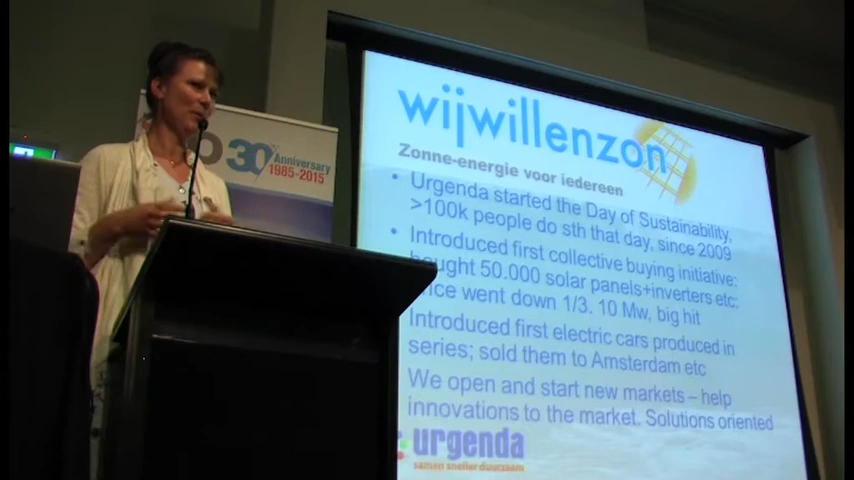 30
Anniversary
1985-2015
wijwillenzon
Zonne-energie voor iedereen
• Urgenda started the Day of Sustainability,
>100K people do sth that day, since 2009
• Introduced first collective buying initiative:
bought 50.000 solar panels+inverters etc;
went down 1/3. 10 Mw, big hit
Introduced first electric cars produced in
series; sold them to Amsterdam etc
We open and start new markets – help
innovations to the market. Solutions oriented
urgenda
samen sneller duurzaam